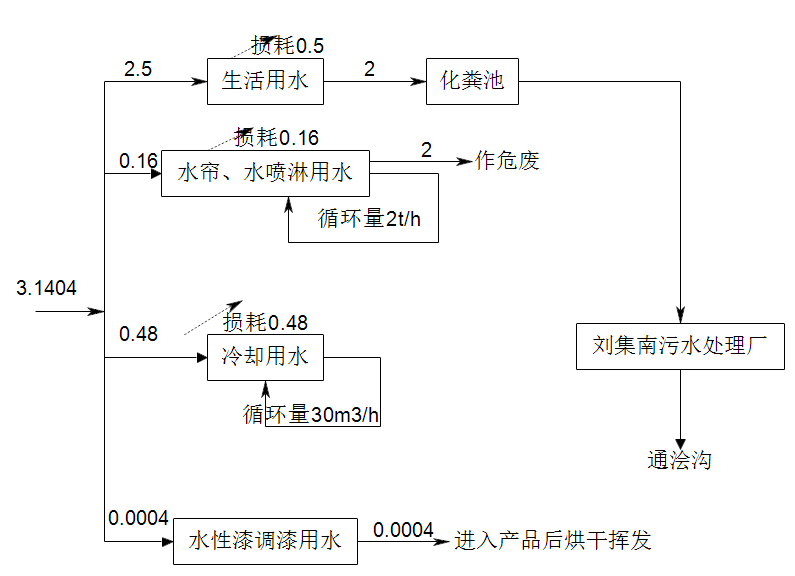 损耗0.5
2.5
生活用水
2
化粪池
损耗0.16
0.16
水帘、水喷淋用水
2
作危废
循环量2t/h
3.1404
损耗0.48
0.48
冷却用水
循环量30m3/h
刘集南污水处理厂
通浍沟
0.0004
水性漆调漆用水
0.0004
进入产品后烘干挥发